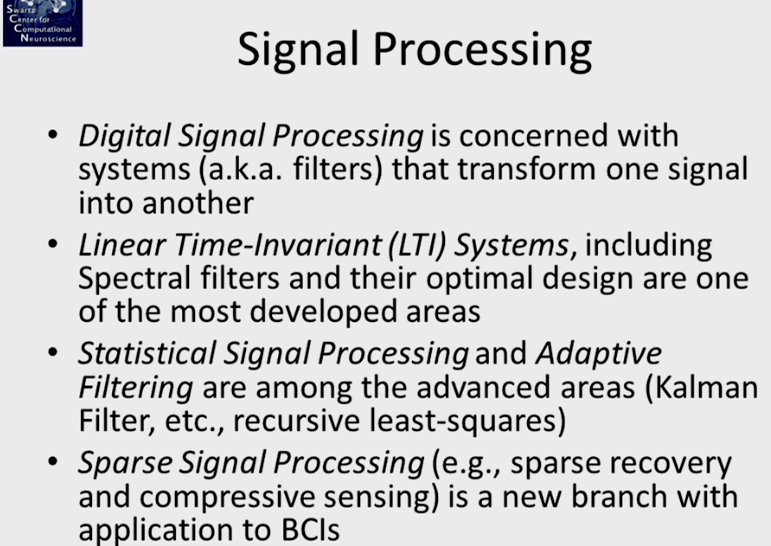 Swartz
Center for
Computational
Neuroscience
Signal Processing
• Digital Signal Processing is concerned with
systems (a.k.a. filters) that transform one signal
into another
• Linear Time-Invariant (LTI) Systems, including
Spectral filters and their optimal design are one
of the most developed areas
• Statistical Signal Processing and Adaptive
Filtering are among the advanced areas (Kalman
Filter, etc., recursive least-squares)
• Sparse Signal Processing (e.g., sparse recovery
and compressive sensing) is a new branch with
application to BCIs